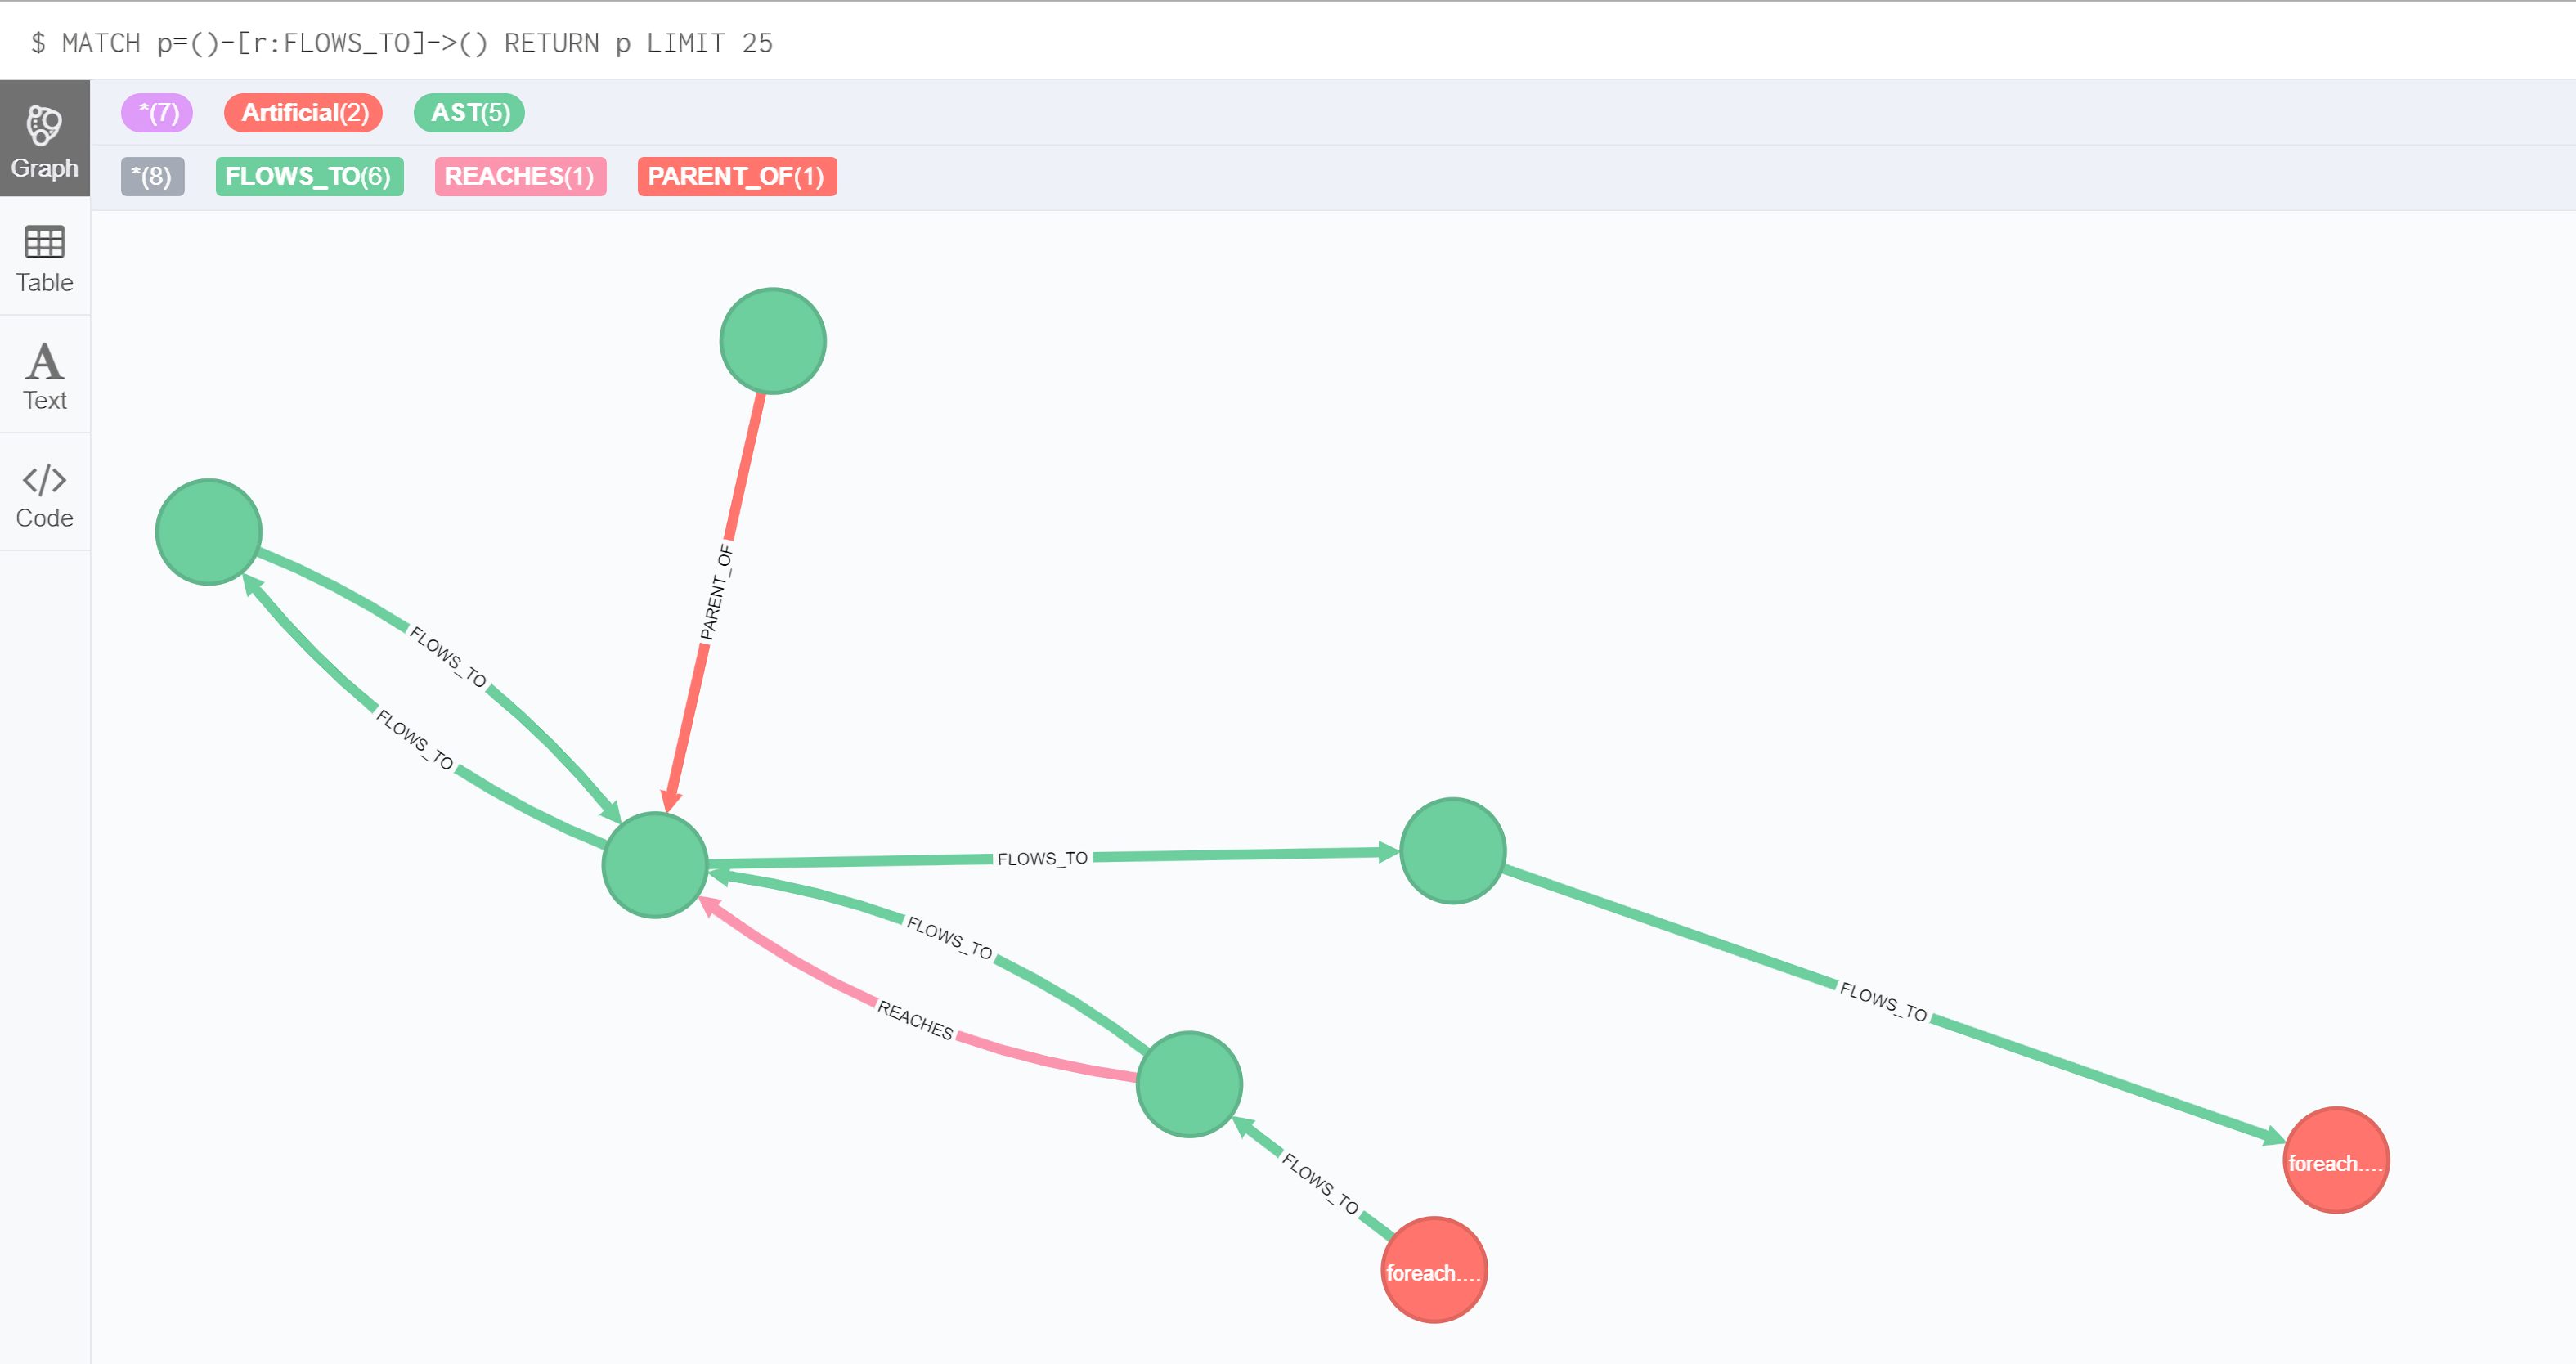 $ MATCH p=()-[r:FLOWS_TO]->() RETURN p LIMIT 25
*(7) Artificial(2) AST(5)
*(8) FLOWS_TO(6) REACHES(1) PARENT_OF(1)
Graph
Table
Text
Code
PARENT_OF
FLOWS_TO
FLOWS_TO
FLOWS_TO
FLOWS_TO
REACHES
FLOWS_TO
FLOWS_TO
foreach....
foreach....